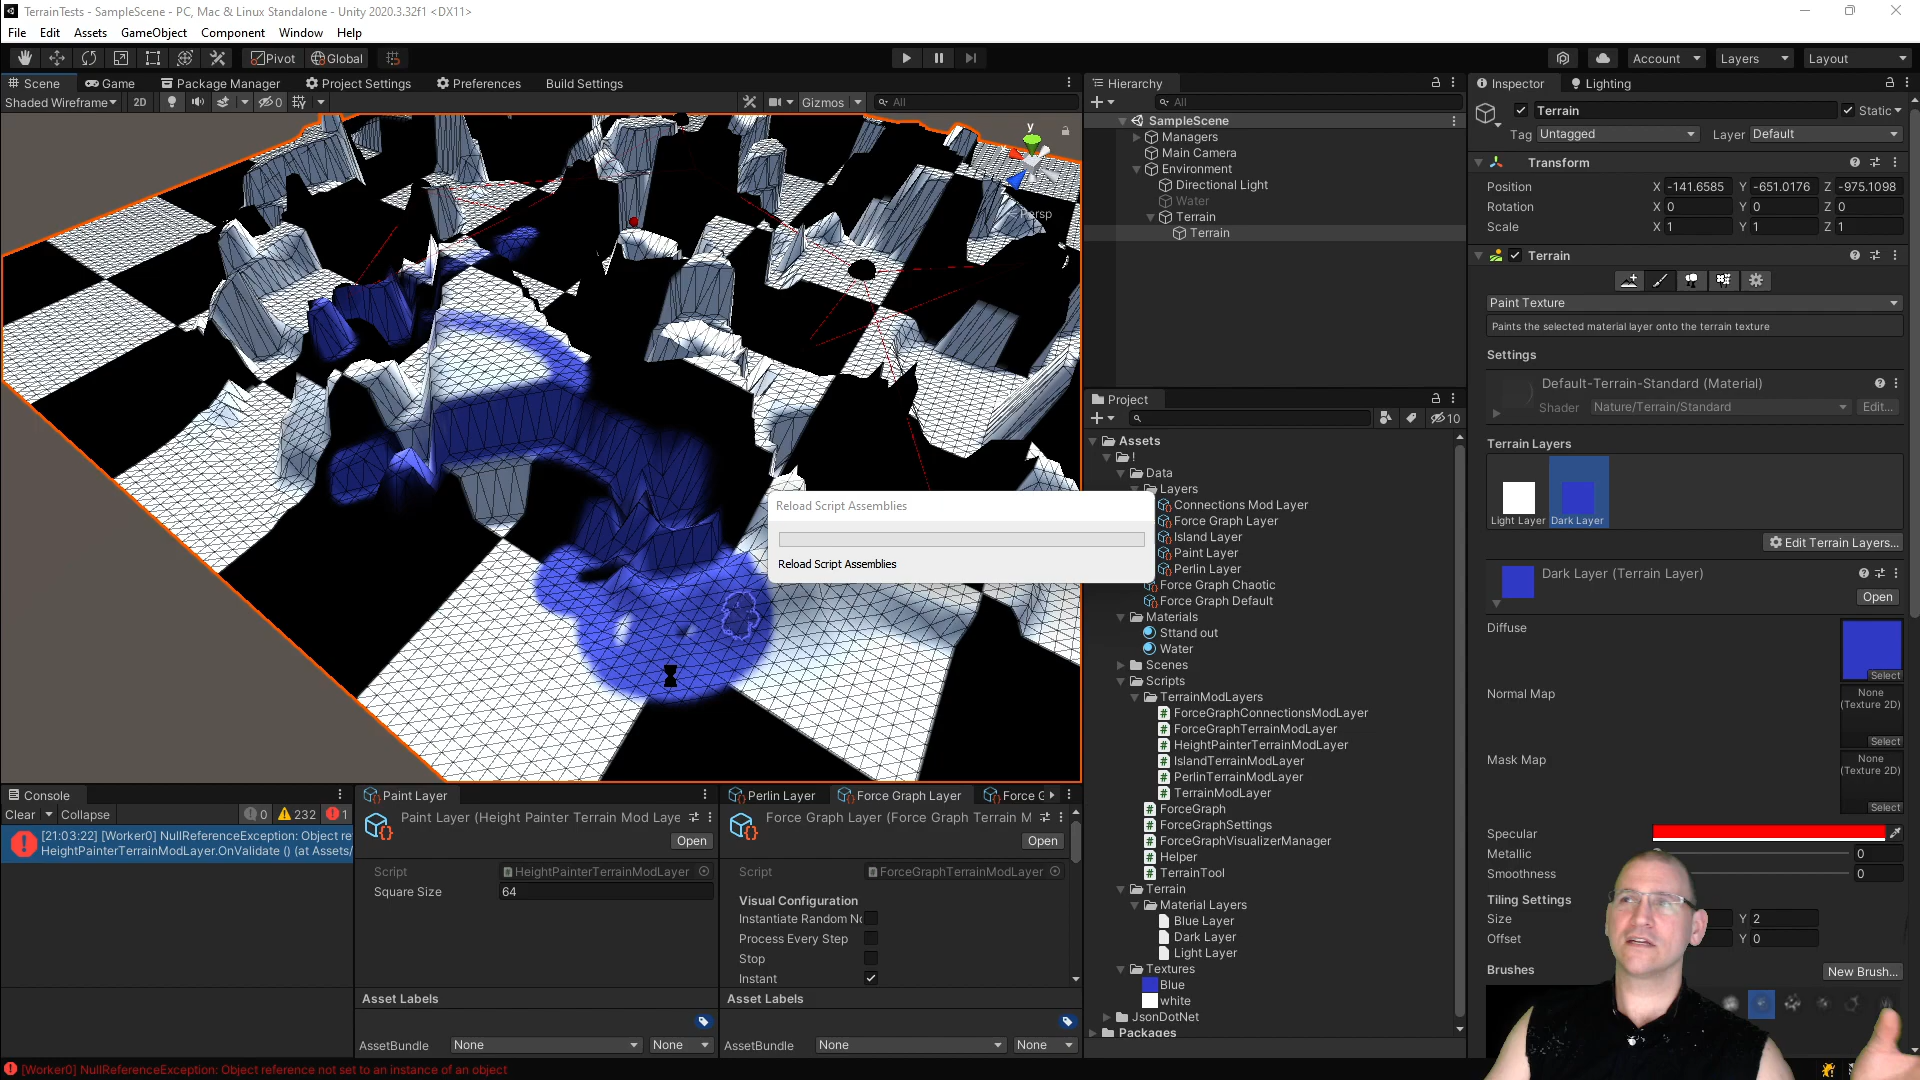 TerrainTests - SampleScene - PC, Mac & Linux Standalone - Unity 2020.3.32f1 <DX11>
File Edit Assets GameObject Component Window Help
Pivot Global
Account Layers Layout
Scene Game Package Manager Project Settings Preferences Build Settings
Shaded Wireframe 2D 0 Gizmos All
y
Persp
Reload Script Assemblies
Reload Script Assemblies
Hierarchy
All
SampleScene
Managers
Main Camera
Environment
Directional Light
Water
Terrain
Terrain
Project
10
Assets
!
Data
Layers
Connections Mod Layer
Force Graph Layer
Island Layer
Paint Layer
Perlin Layer
Force Graph Chaotic
Force Graph Default
Materials
Sttand out
Water
Scenes
Scripts
TerrainModLayers
ForceGraphConnectionsModLayer
ForceGraphTerrainModLayer
HeightPainterTerrainModLayer
IslandTerrainModLayer
PerlinTerrainModLayer
TerrainModLayer
ForceGraph
ForceGraphSettings
ForceGraphVisualizerManager
Helper
TerrainTool
Terrain
Material Layers
Blue Layer
Dark Layer
Light Layer
Textures
Blue
white
JsonDotNet
Packages
Inspector Lighting
Terrain Static
Tag Untagged Layer Default
Transform
Position X -141.6585 Y -651.0176 Z -975.1098
Rotation X 0 Y 0 Z 0
Scale X 1 Y 1 Z 1
Terrain
Paint Texture
Paints the selected material layer onto the terrain texture
Settings
Default-Terrain-Standard (Material)
Shader Nature/Terrain/Standard Edit...
Terrain Layers
Light Layer Dark Layer
Edit Terrain Layers...
Dark Layer (Terrain Layer)
Open
Diffuse
Select
Normal Map None
(Texture 2D)
Select
Mask Map None
(Texture 2D)
Select
Specular
Metallic 0
Smoothness 0
Tiling Settings
Size Y 2
Offset Y 0
Brushes New Brush...
Console
Clear Collapse 0 232 1
[21:03:22] [Worker0] NullReferenceException: Object re
HeightPainterTerrainModLayer.OnValidate () (at Assets/
Paint Layer
Paint Layer (Height Painter Terrain Mod Laye
Open
Script HeightPainterTerrainModLayer
Square Size 64
Asset Labels
AssetBundle None None
Perlin Layer Force Graph Layer Force G
Force Graph Layer (Force Graph Terrain M
Open
Script ForceGraphTerrainModLayer
Visual Configuration
Instantiate Random No
Process Every Step
Stop
Instant
Asset Labels
AssetBundle None None
[Worker0] NullReferenceException: Object reference not set to an instance of an object